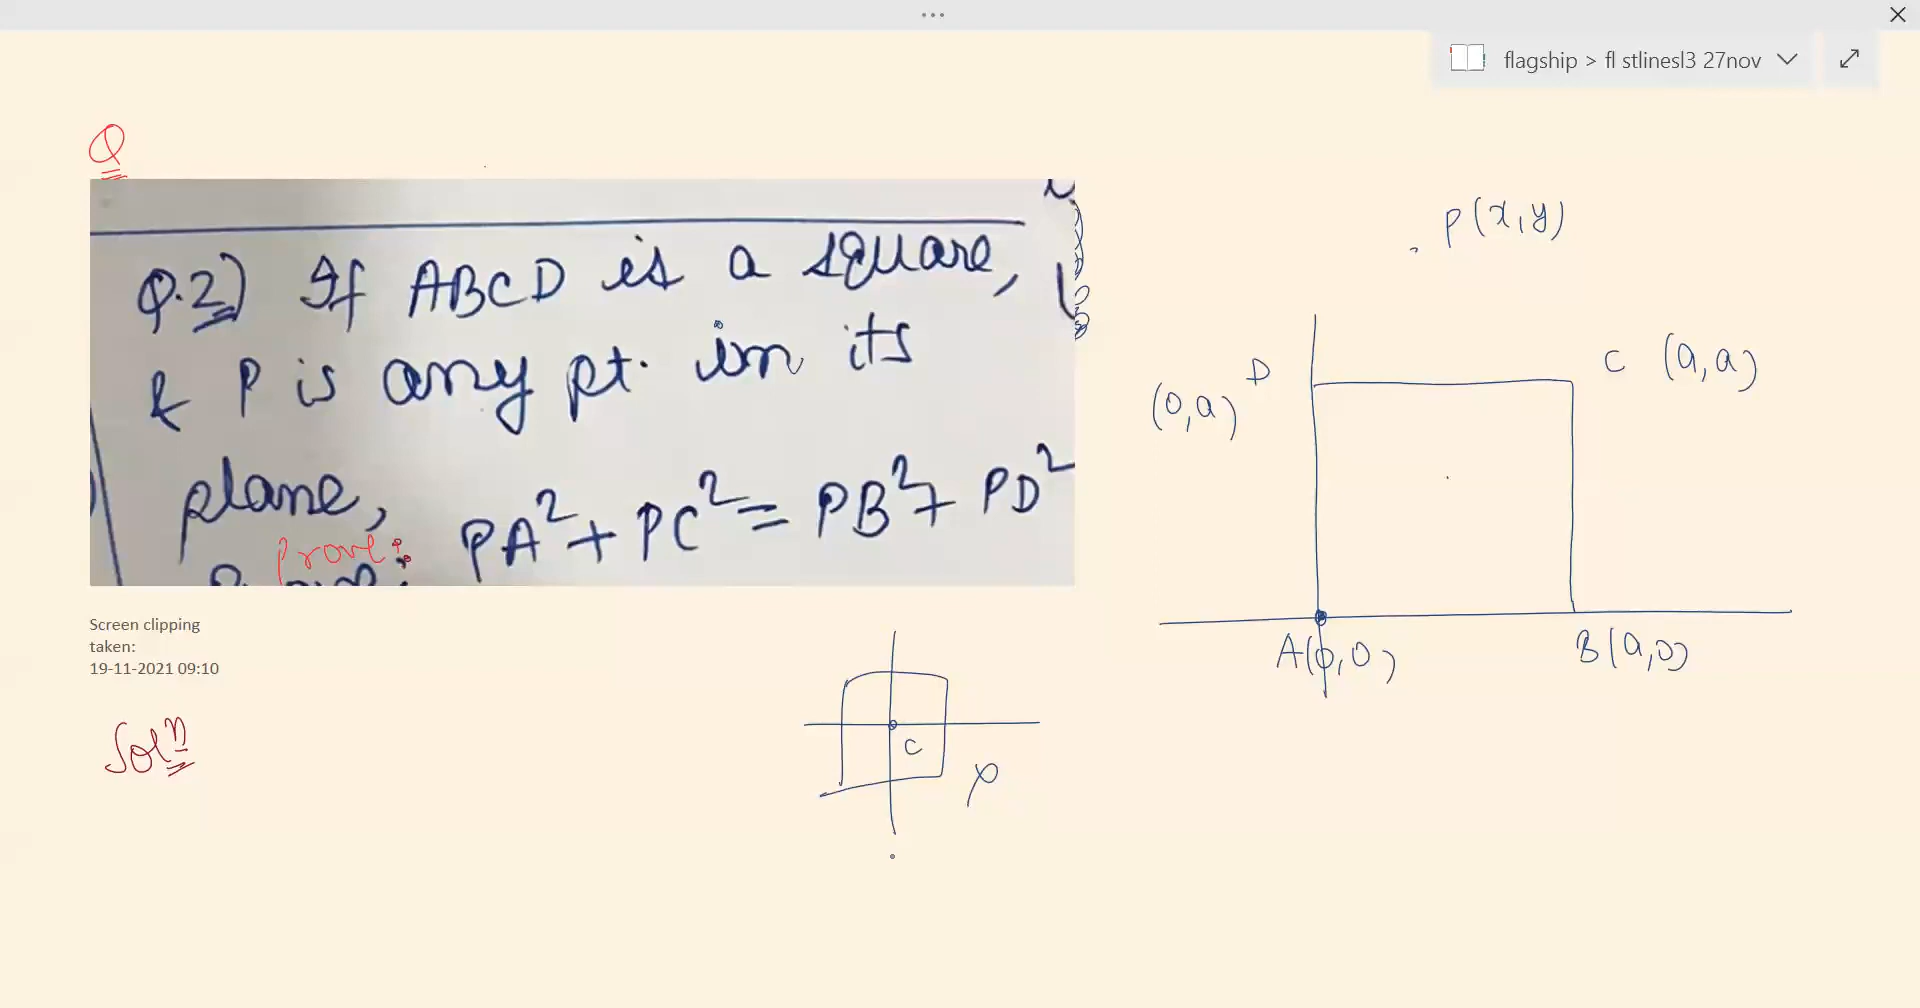 flagship > fl stlinesl3 27nov
Q
Q.2) If ABCD is a square,
& P is any pt. in its
plane,
Prove:
PA²+ PC²= PB²+ PD²
Screen clipping
taken:
19-11-2021 09:10
Solⁿ
C
P(x,y)
D
(0,a)
C (a,a)
A(0,0)
B(a,0)